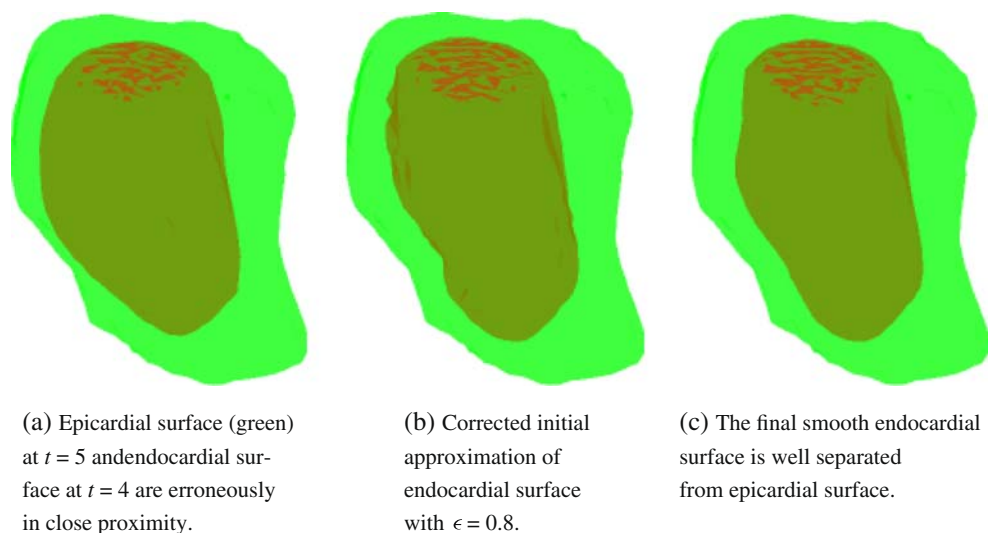 (a) Epicardial surface (green)
at t = 5 andendocardial sur-
face at t = 4 are erroneously
in close proximity.
(b) Corrected initial
approximation of
endocardial surface
with ϵ = 0.8.
(c) The final smooth endocardial
surface is well separated
from epicardial surface.